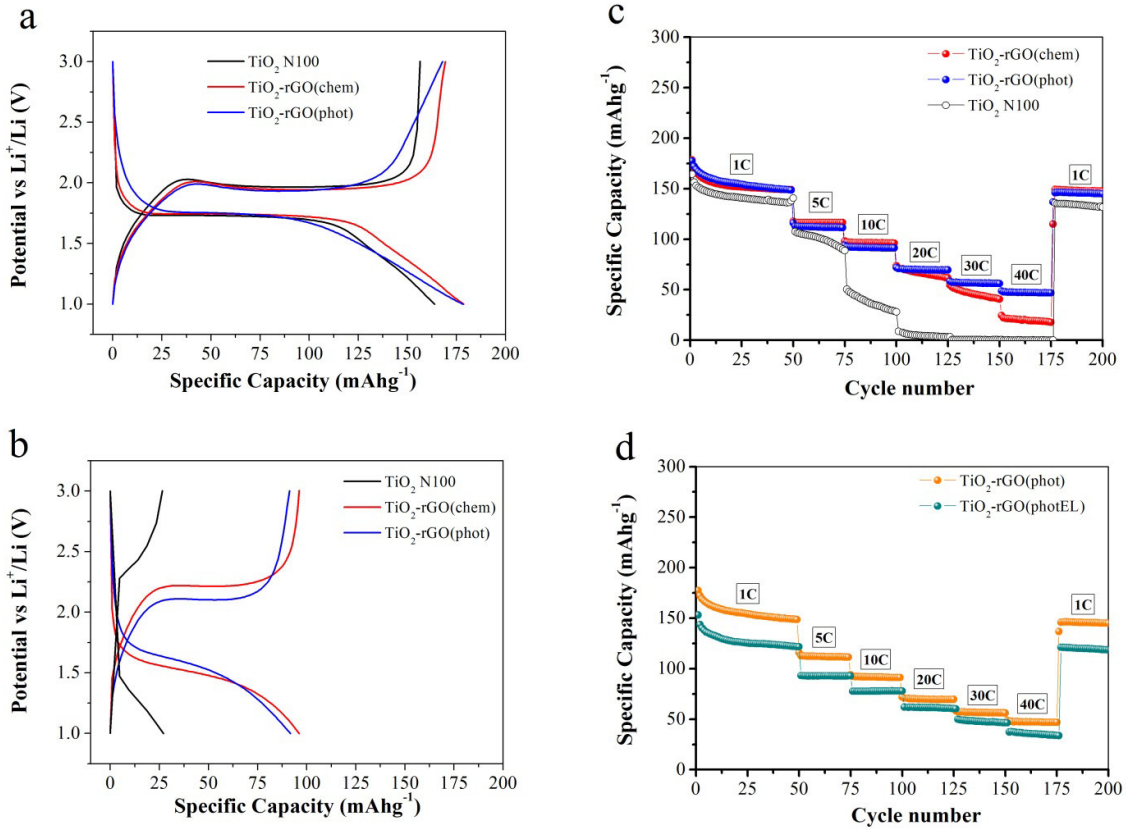 a
Potential vs Li⁺/Li (V)
3.0
2.5
2.0
1.5
1.0
TiO₂ N100
TiO₂-rGO(chem)
TiO₂-rGO(phot)
0 25 50 75 100 125 150 175 200
Specific Capacity (mAhg⁻¹)
c
Specific Capacity (mAhg⁻¹)
300
250
200
150
100
50
0
TiO₂-rGO(chem)
TiO₂-rGO(phot)
TiO₂ N100
1C 5C 10C 20C 30C 40C 1C
0 25 50 75 100 125 150 175 200
Cycle number
b
Potential vs Li⁺/Li (V)
3.0
2.5
2.0
1.5
1.0
TiO₂ N100
TiO₂-rGO(chem)
TiO₂-rGO(phot)
0 25 50 75 100 125 150 175 200
Specific Capacity (mAhg⁻¹)
d
Specific Capacity (mAhg⁻¹)
300
250
200
150
100
50
0
TiO₂-rGO(phot)
TiO₂-rGO(photEL)
1C 5C 10C 20C 30C 40C 1C
0 25 50 75 100 125 150 175 200
Cycle number